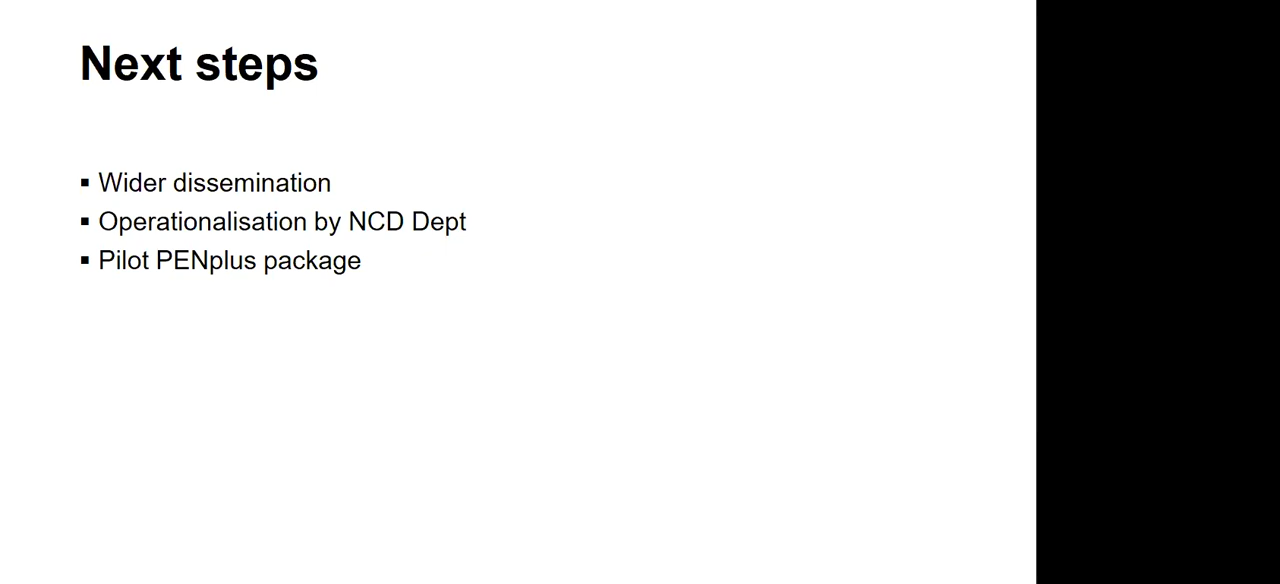 Next steps
▪ Wider dissemination
▪ Operationalisation by NCD Dept
▪ Pilot PENplus package